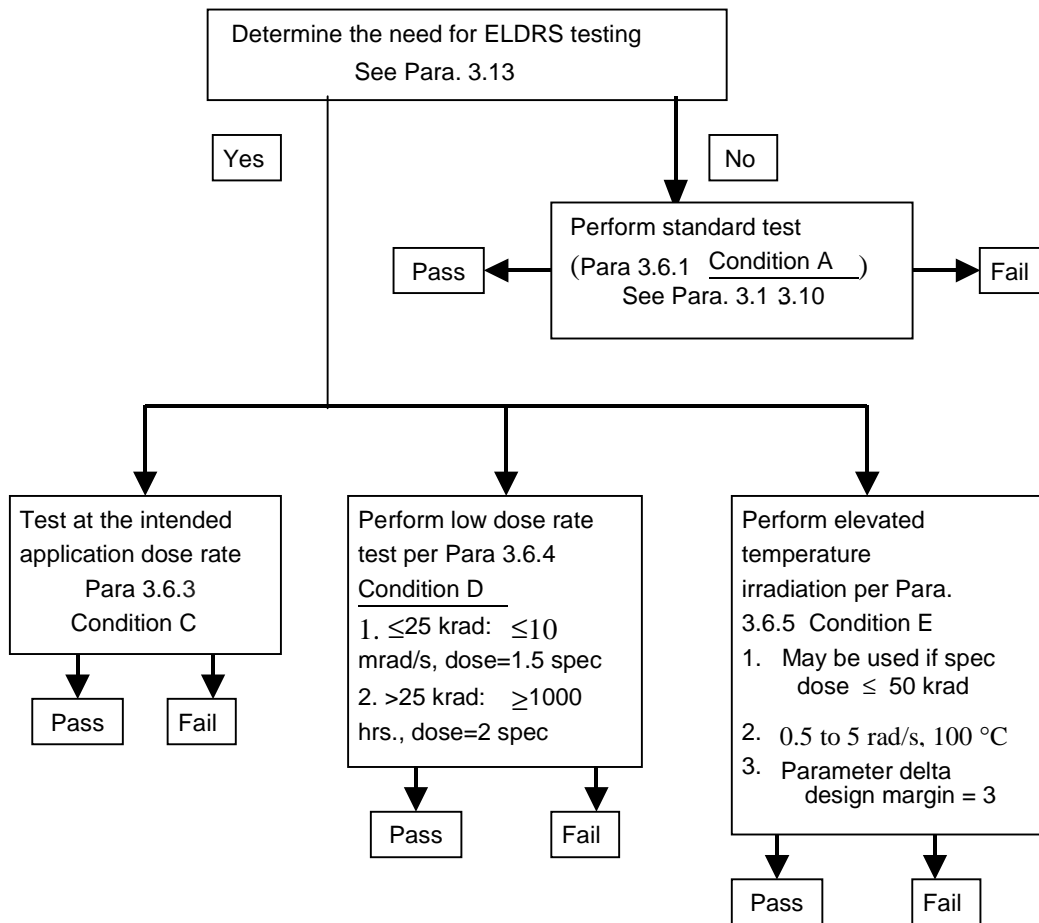 Determine the need for ELDRS testing
See Para. 3.13
Yes
No
Perform standard test
(Para 3.6.1 Condition A )
See Para. 3.1 3.10
Pass
Fail
Test at the intended
application dose rate
Para 3.6.3
Condition C
Pass
Fail
Perform low dose rate
test per Para 3.6.4
Condition D
1. ≤25 krad: ≤10
mrad/s, dose=1.5 spec
2. >25 krad: ≥1000
hrs., dose=2 spec
Pass
Fail
Perform elevated
temperature
irradiation per Para.
3.6.5 Condition E
1. May be used if spec
dose ≤ 50 krad
2. 0.5 to 5 rad/s, 100 °C
3. Parameter delta
design margin = 3
Pass
Fail